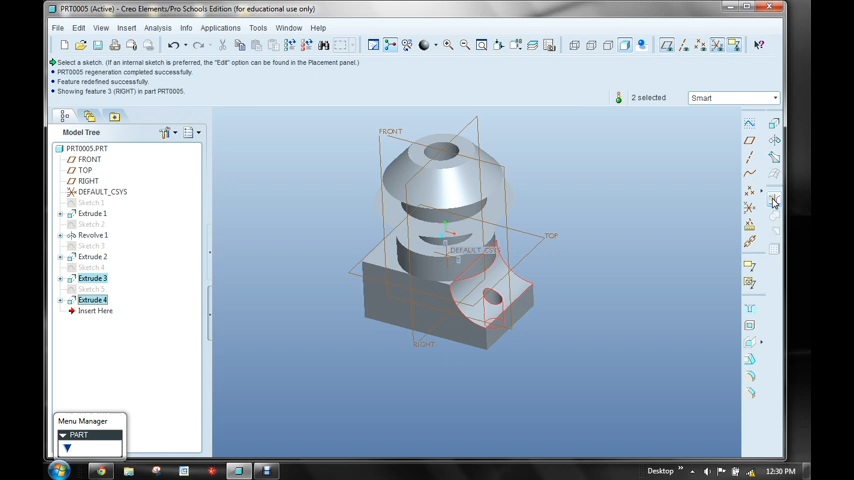 PRT0005 (Active) - Creo Elements/Pro Schools Edition (for educational use only)
File Edit View Insert Analysis Info Applications Tools Window Help
Select a sketch. (If an internal sketch is preferred, the "Edit" option can be found in the Placement panel.)
PRT0005 regeneration completed successfully.
Feature redefined successfully.
Showing feature 3 (RIGHT) in part PRT0005.
2 selected
Smart
Model Tree
PRT0005.PRT
FRONT
TOP
RIGHT
DEFAULT_CSYS
Sketch 1
Extrude 1
Sketch 2
Revolve 1
Sketch 3
Extrude 2
Sketch 4
Extrude 3
Sketch 5
Extrude 4
Insert Here
FRONT
TOP
DEFAULT_CSYS
RIGHT
Menu Manager
PART
Desktop
12:30 PM